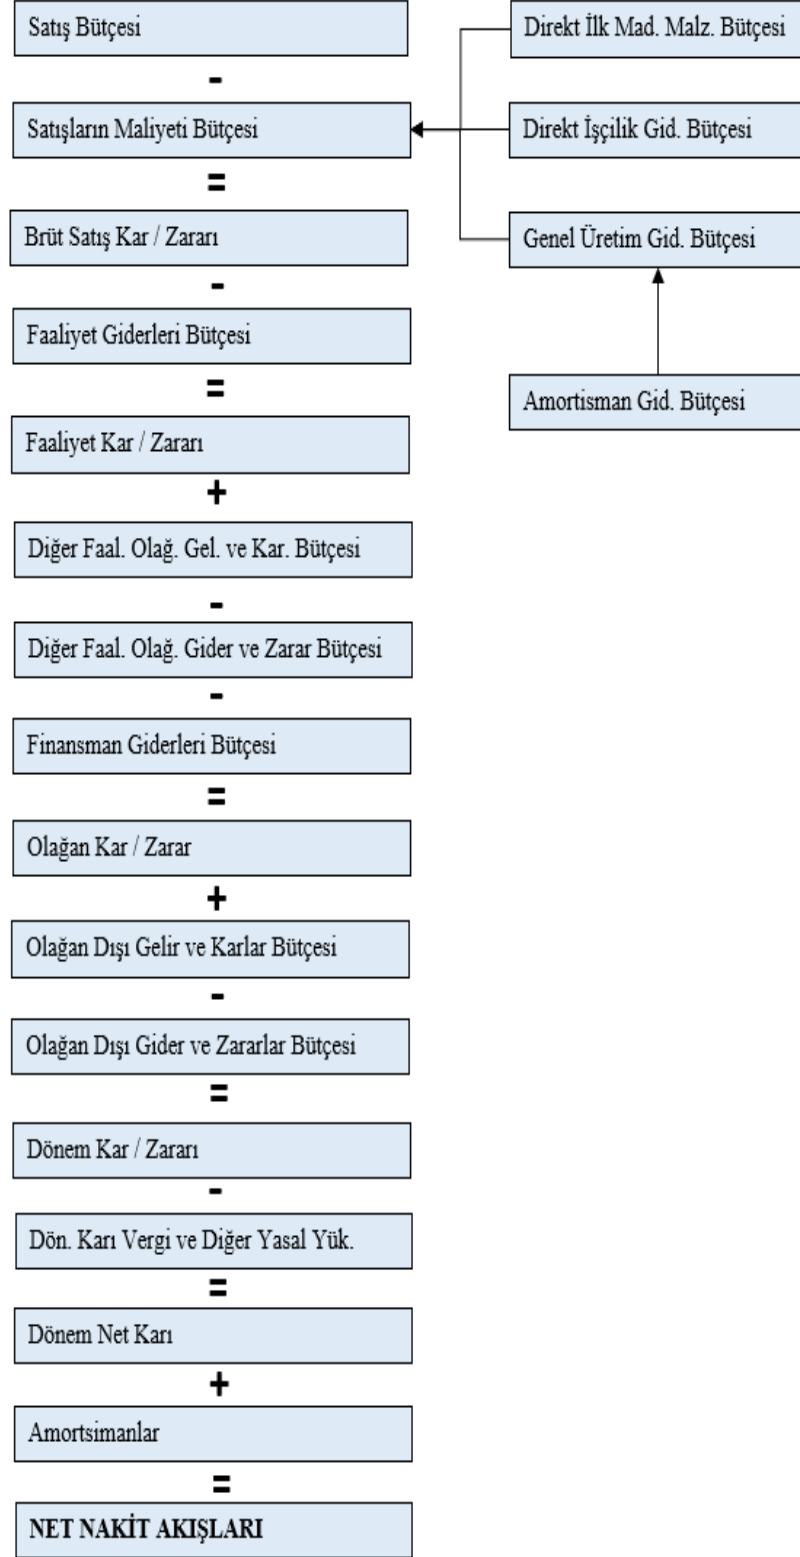 Satış Bütçesi
-
Satışların Maliyeti Bütçesi
=
Brüt Satış Kar / Zararı
-
Faaliyet Giderleri Bütçesi
=
Faaliyet Kar / Zararı
+
Diğer Faal. Olağ. Gel. ve Kar. Bütçesi
-
Diğer Faal. Olağ. Gider ve Zarar Bütçesi
-
Finansman Giderleri Bütçesi
=
Olağan Kar / Zarar
+
Olağan Dışı Gelir ve Karlar Bütçesi
-
Olağan Dışı Gider ve Zararlar Bütçesi
=
Dönem Kar / Zararı
-
Dön. Karı Vergi ve Diğer Yasal Yük.
=
Dönem Net Karı
+
Amortsimanlar
=
NET NAKİT AKIŞLARI
Direkt İlk Mad. Malz. Bütçesi
Direkt İşçilik Gid. Bütçesi
Genel Üretim Gid. Bütçesi
Amortisman Gid. Bütçesi